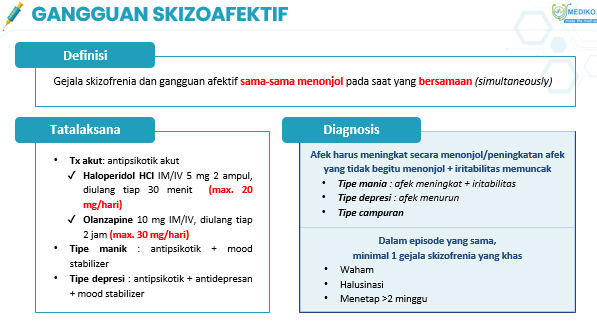 GANGGUAN SKIZOAFEKTIF
MEDIKO
Definisi
Gejala skizofrenia dan gangguan afektif sama-sama menonjol pada saat yang bersamaan (simultaneously)
Tatalaksana
• Tx akut: antipsikotik akut
✓ Haloperidol HCl IM/IV 5 mg 2 ampul,
diulang tiap 30 menit (max. 20
mg/hari)
✓ Olanzapine 10 mg IM/IV, diulang tiap
2 jam (max. 30 mg/hari)
• Tipe manik : antipsikotik + mood
stabilizer
• Tipe depresi : antipsikotik + antidepresan
+ mood stabilizer
Diagnosis
Afek harus meningkat secara menonjol/peningkatan afek
yang tidak begitu menonjol + iritabilitas memuncak
• Tipe mania : afek meningkat + iritabilitas
• Tipe depresi : afek menurun
• Tipe campuran
Dalam episode yang sama,
minimal 1 gejala skizofrenia yang khas
• Waham
• Halusinasi
• Menetap >2 minggu